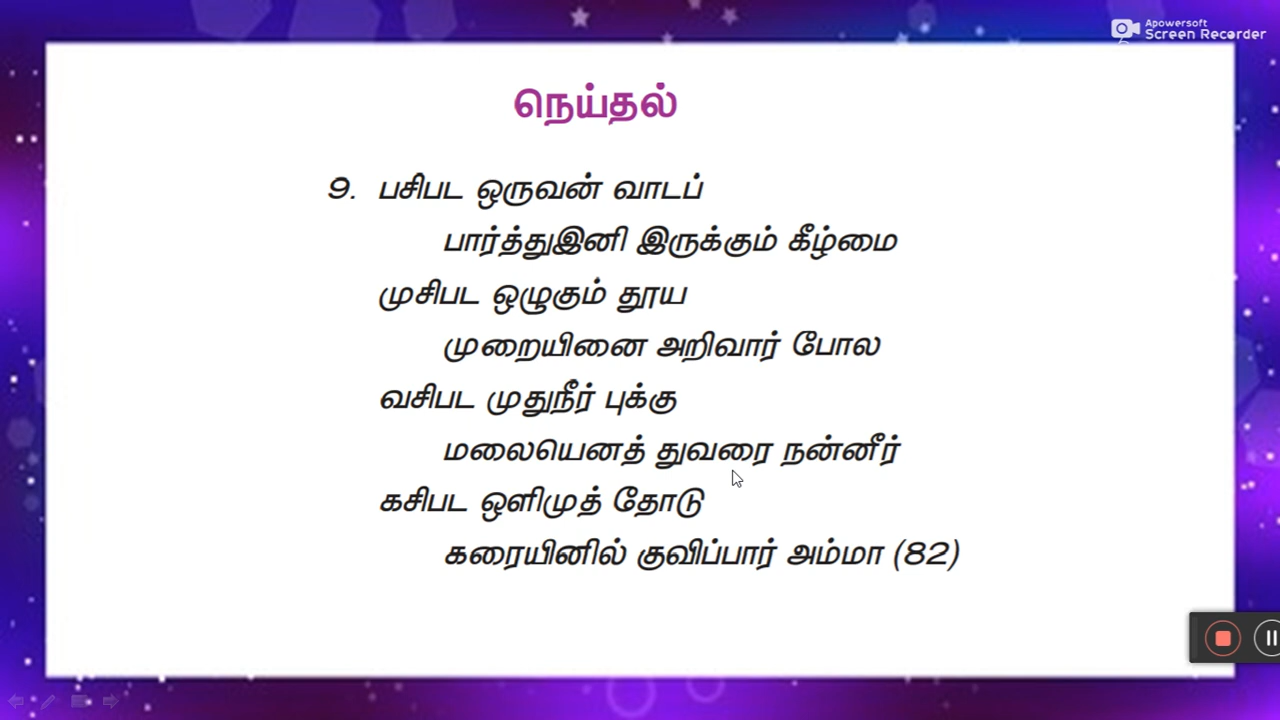 Apowersoft
Screen Recorder
நெய்தல்
9. பசிபட ஒருவன் வாடப்
பார்த்துஇனி இருக்கும் கீழ்மை
முசிபட ஒழுகும் தூய
முறையினை அறிவார் போல
வசிபட முதுநீர் புக்கு
மலையெனத் துவரை நன்னீர்
கசிபட ஒளிமுத் தோடு
கரையினில் குவிப்பார் அம்மா (82)